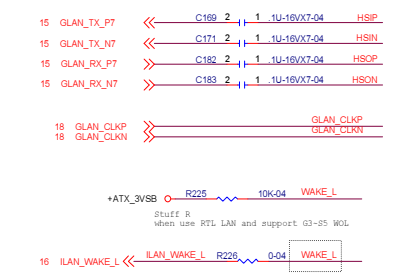 15 GLAN_TX_P7 C169 2 1 .1U-16VX7-04 HSIP
15 GLAN_TX_N7 C171 2 1 .1U-16VX7-04 HSIN
15 GLAN_RX_P7 C182 2 1 .1U-16VX7-04 HSOP
15 GLAN_RX_N7 C183 2 1 .1U-16VX7-04 HSON
18 GLAN_CLKP GLAN_CLKP
18 GLAN_CLKN GLAN_CLKN
+ATX_3VSB R225 10K-04 WAKE_L
Stuff R
when use RTL LAN and support G3-S5 WOL
16 ILAN_WAKE_L ILAN_WAKE_L R226 0-04 WAKE_L